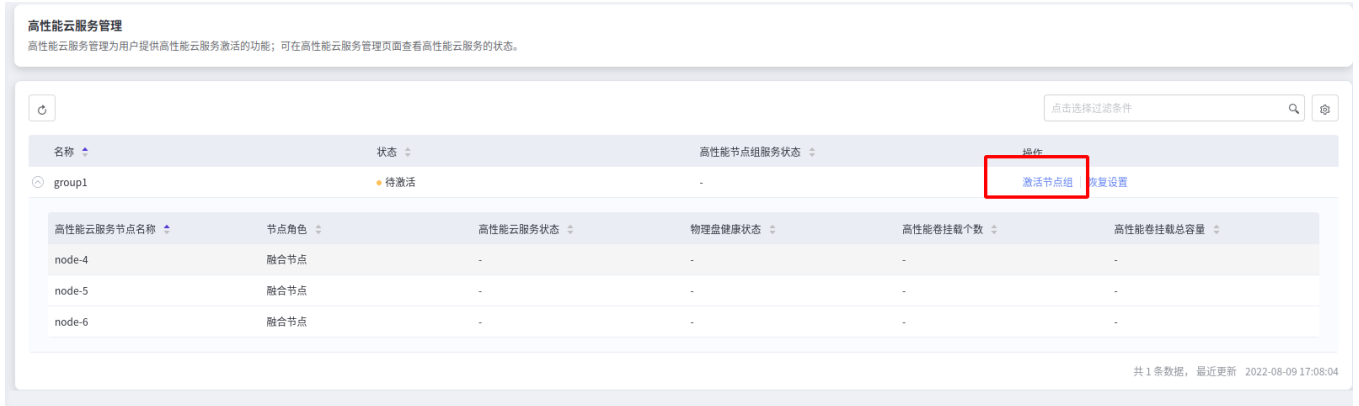 高性能云服务管理
高性能云服务管理为用户提供高性能云服务激活的功能；可在高性能云服务管理页面查看高性能云服务的状态。
点击选择过滤条件
名称 状态 高性能节点组服务状态 操作
group1 待激活 - 激活节点组 恢复设置
高性能云服务节点名称 节点角色 高性能云服务状态 物理盘健康状态 高性能卷挂载个数 高性能卷挂载总容量
node-4 融合节点 - - - -
node-5 融合节点 - - - -
node-6 融合节点 - - - -
共 1 条数据， 最近更新 2022-08-09 17:08:04